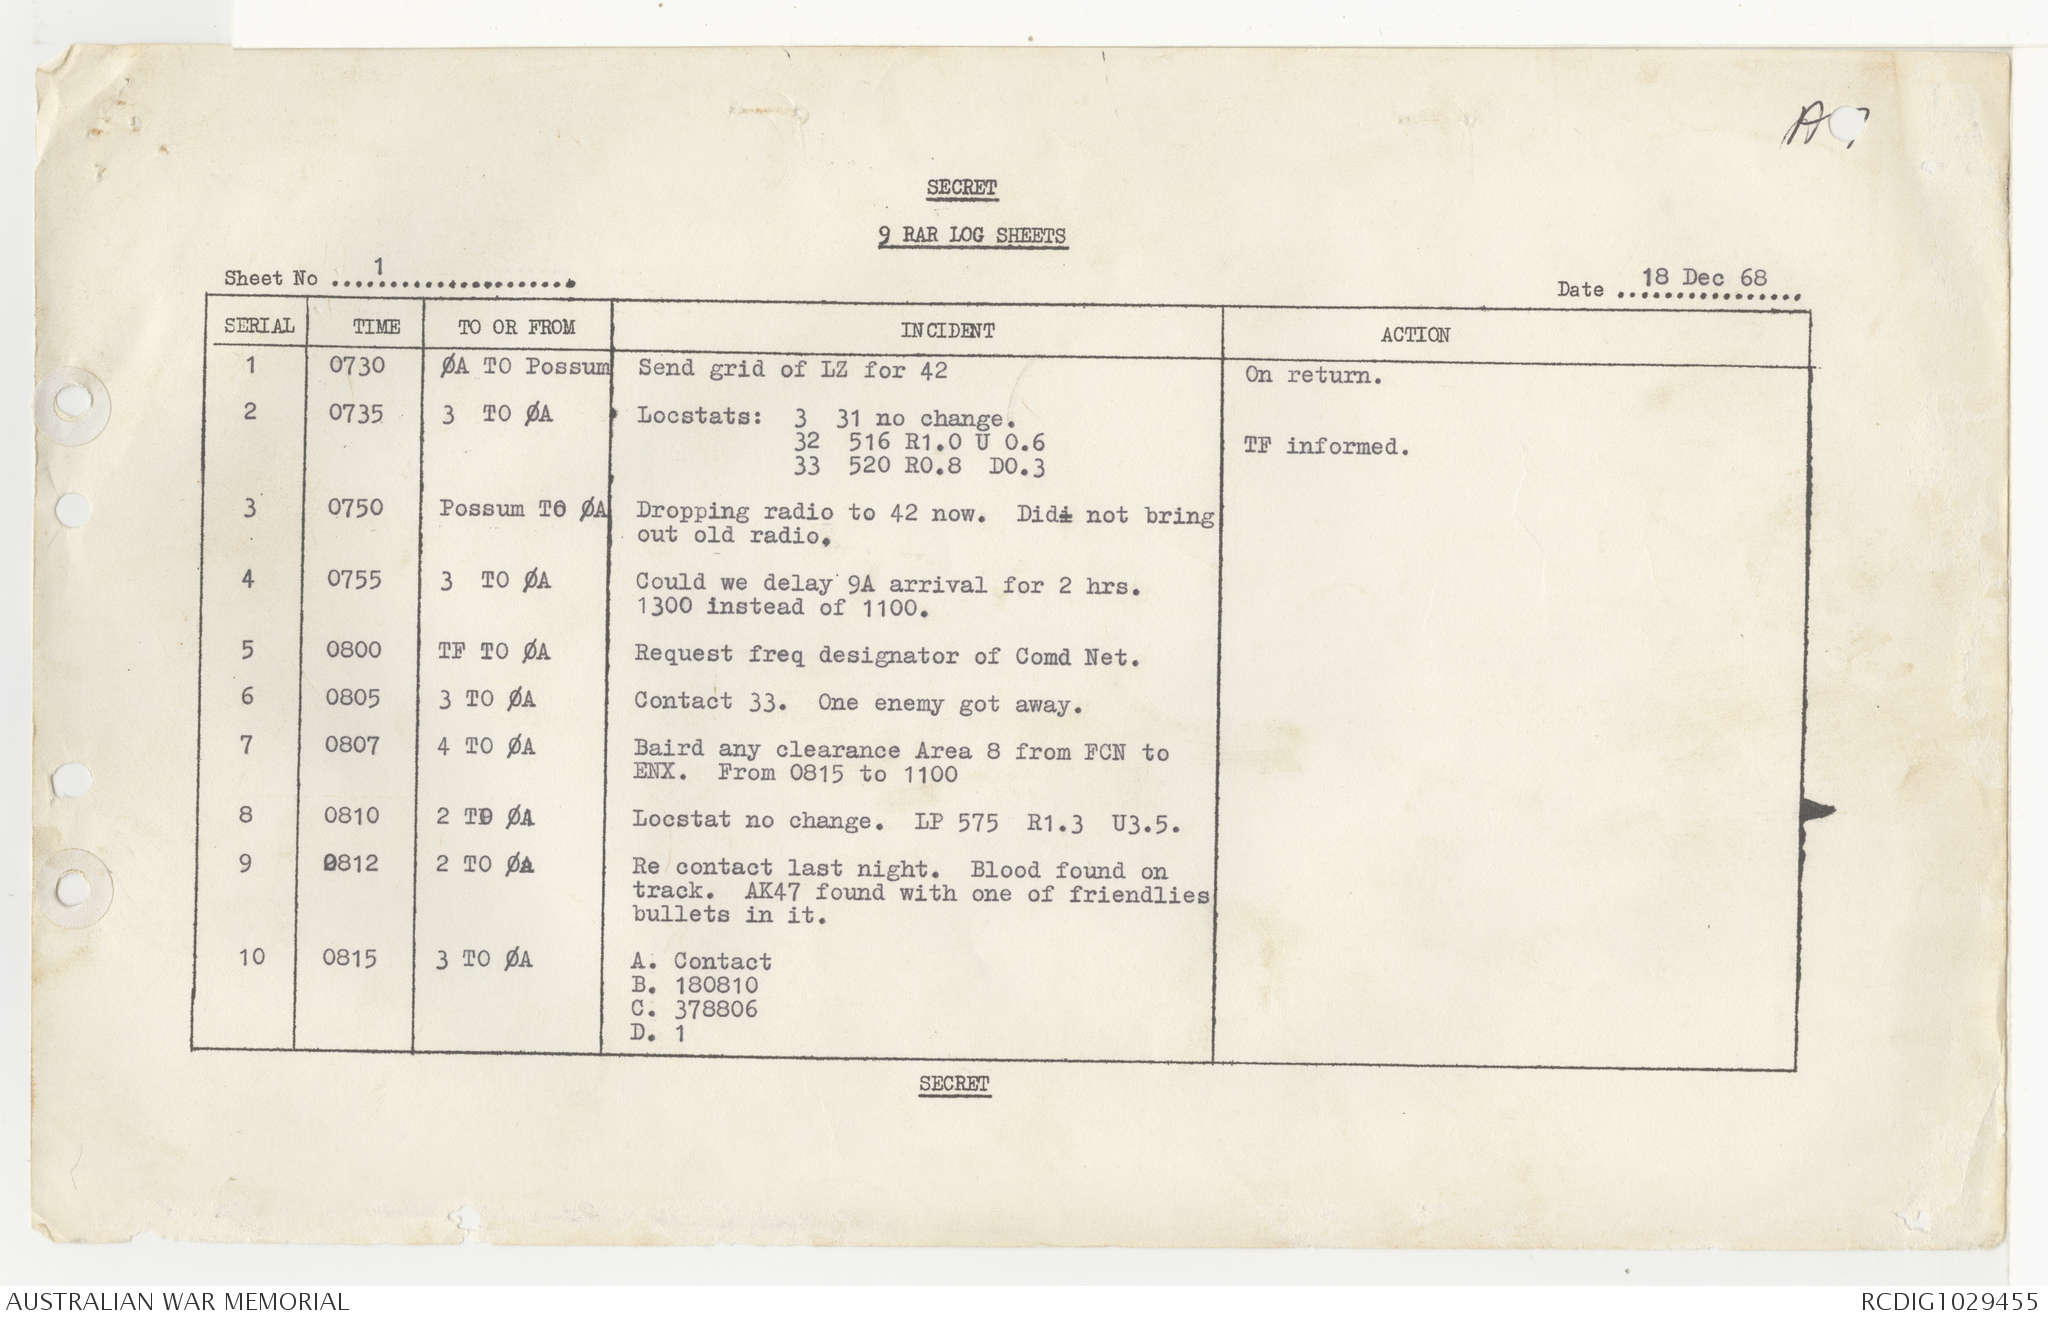 SECRET
9 RAR LOG SHEETS
Sheet No 1
Date 18 Dec 68
SERIAL TIME TO OR FROM INCIDENT ACTION
1 0730 ØA TO Possum Send grid of LZ for 42 On return.
2 0735 3 TO ØA Locstats: 3 31 no change.
32 516 R1.0 U 0.6 TF informed.
33 520 R0.8 D0.3
3 0750 Possum TO ØA Dropping radio to 42 now. Did not bring
out old radio.
4 0755 3 TO ØA Could we delay 9A arrival for 2 hrs.
1300 instead of 1100.
5 0800 TF TO ØA Request freq designator of Comd Net.
6 0805 3 TO ØA Contact 33. One enemy got away.
7 0807 4 TO ØA Baird any clearance Area 8 from FCN to
ENX. From 0815 to 1100
8 0810 2 TO ØA Locstat no change. LP 575 R1.3 U3.5.
9 0812 2 TO ØA Re contact last night. Blood found on
track. AK47 found with one of friendlies
bullets in it.
10 0815 3 TO ØA A. Contact
B. 180810
C. 378806
D. 1
SECRET
AUSTRALIAN WAR MEMORIAL
RCDIG1029455